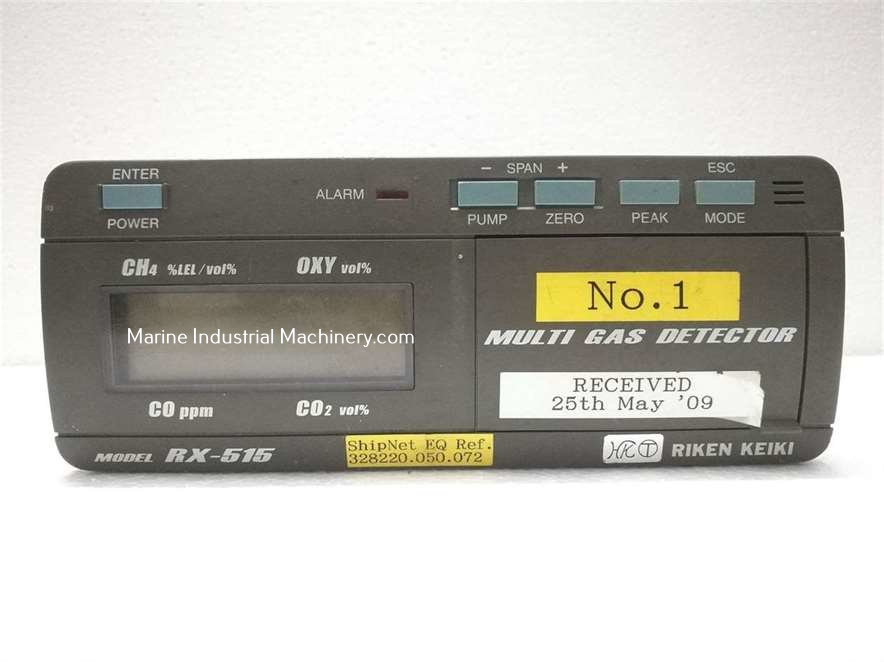 ENTER
POWER
ALARM
- SPAN +
PUMP ZERO
PEAK
ESC
MODE
CH4 %LEL/vol% OXY vol%
Marine Industrial Machinery.com
CO ppm CO2 vol%
No.1
MULTI GAS DETECTOR
RECEIVED
25th May '09
MODEL RX-515
ShipNet EQ Ref.
328220.050.072
RIKEN KEIKI